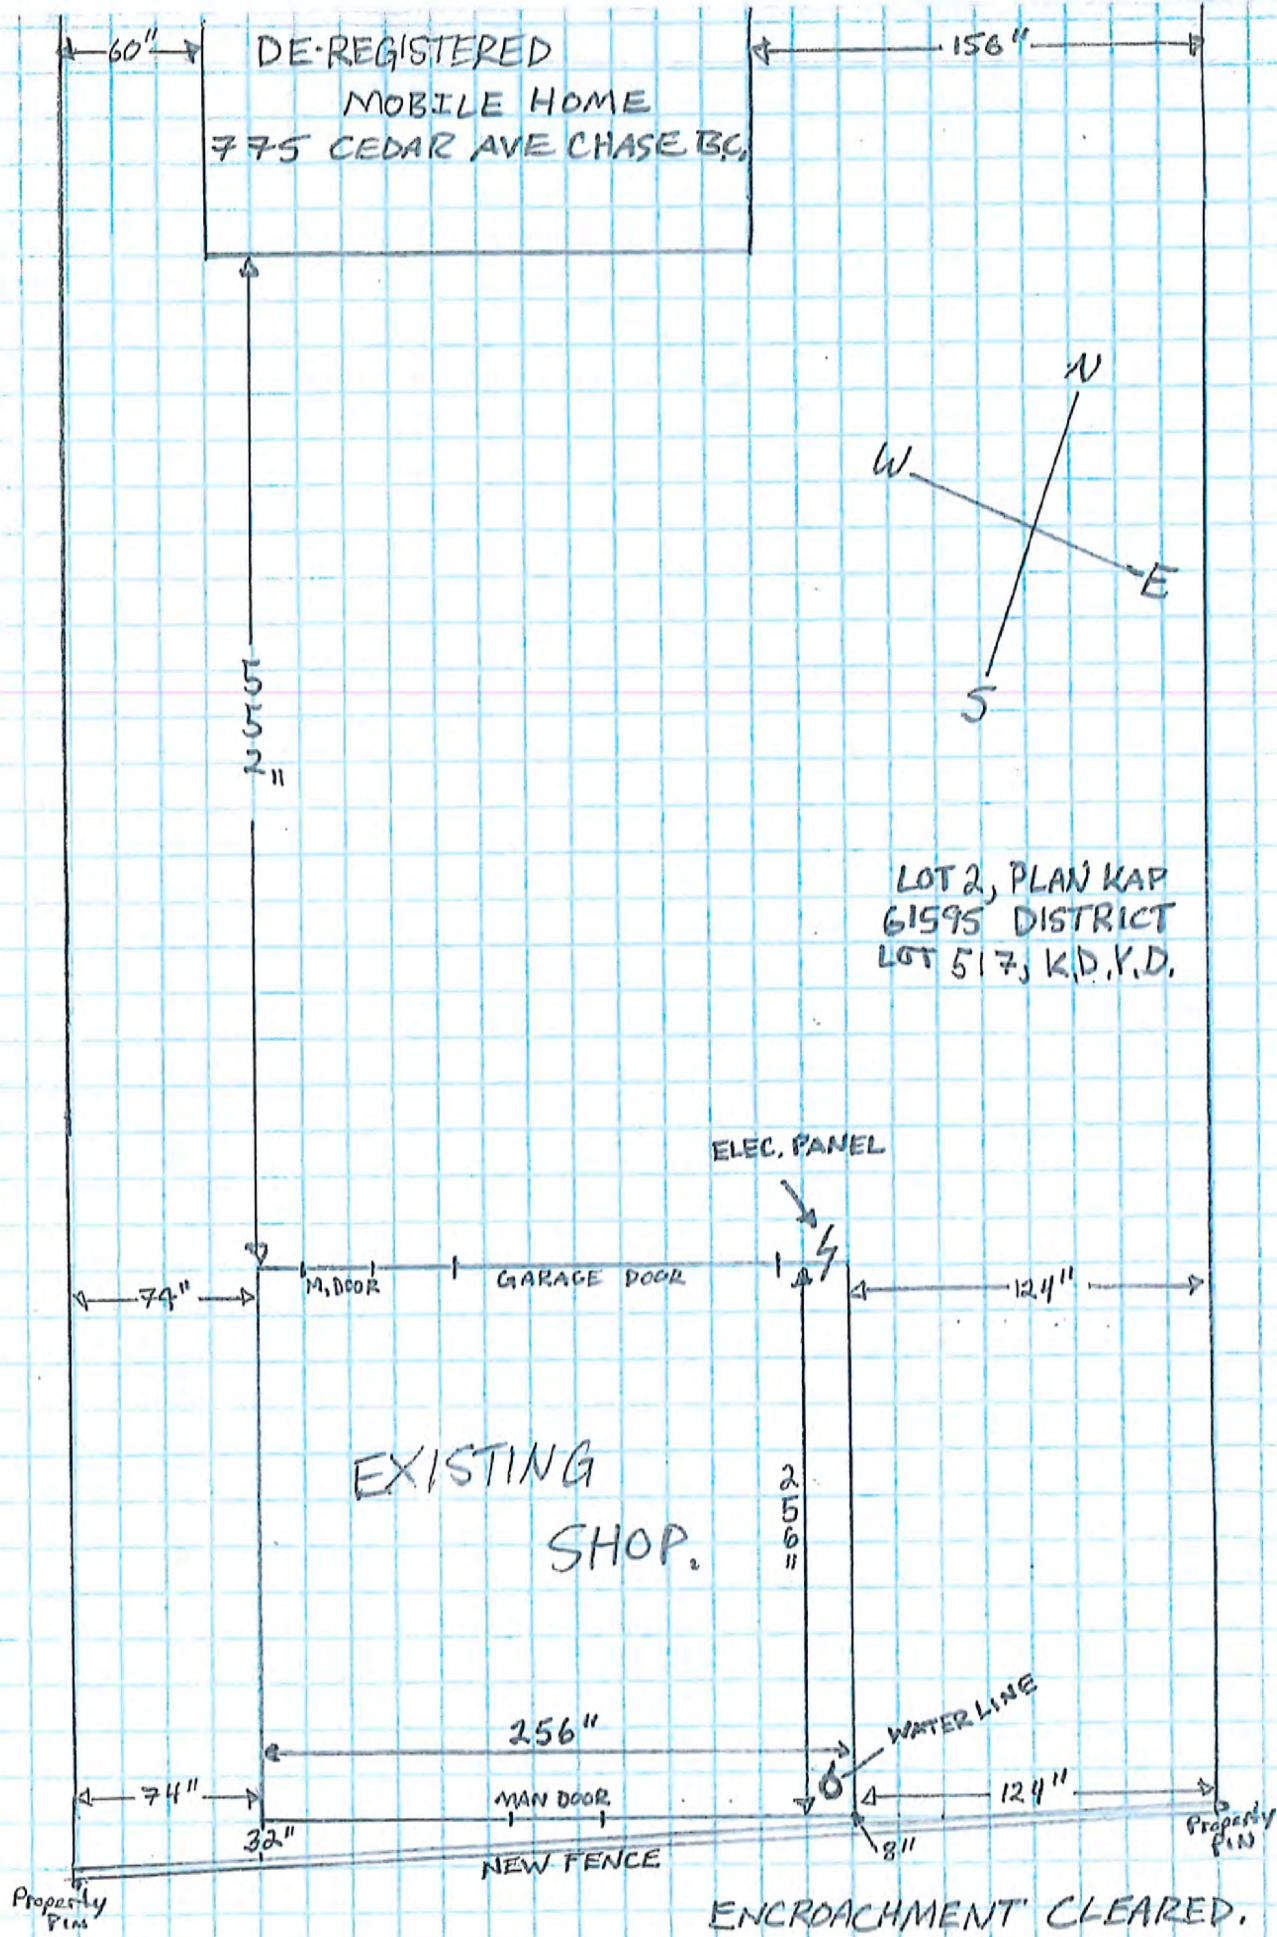 60"
DE-REGISTERED
156"
MOBILE HOME
775 CEDAR AVE CHASE B.C.
N
W
E
S
552"
LOT 2, PLAN KAP
61595 DISTRICT
LOT 517, K.D.Y.D.
ELEC. PANEL
M. DOOR
GARAGE DOOR
74"
124"
EXISTING
SHOP.
256"
256"
WATER LINE
74"
MAN DOOR
124"
32"
8"
NEW FENCE
Property
PIN
Property
PIN
ENCROACHMENT CLEARED.